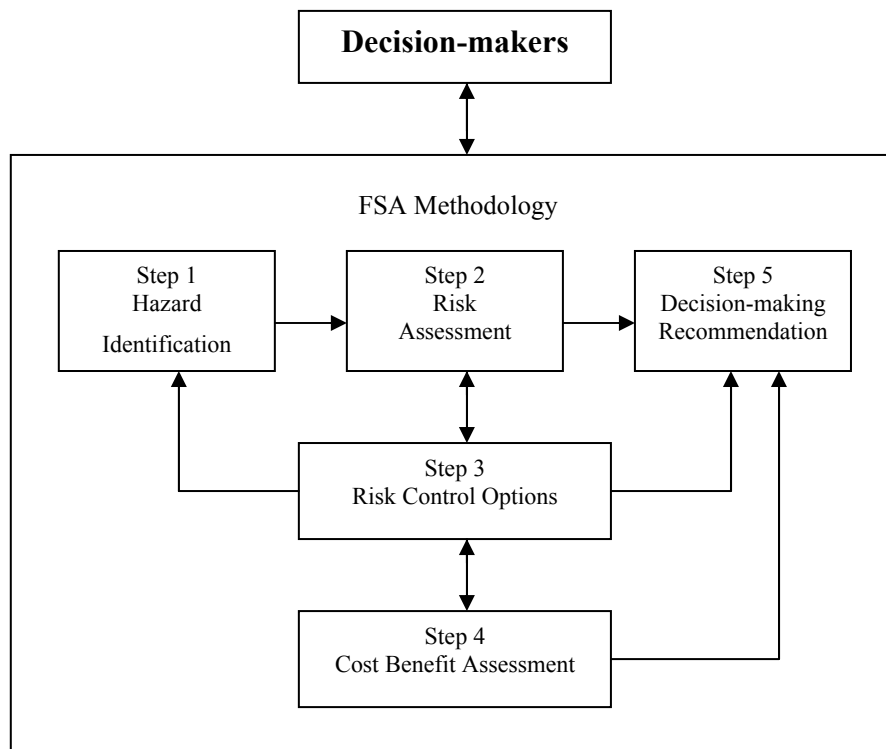 Decision-makers
FSA Methodology
Step 1
Hazard
Identification
Step 2
Risk
Assessment
Step 5
Decision-making
Recommendation
Step 3
Risk Control Options
Step 4
Cost Benefit Assessment